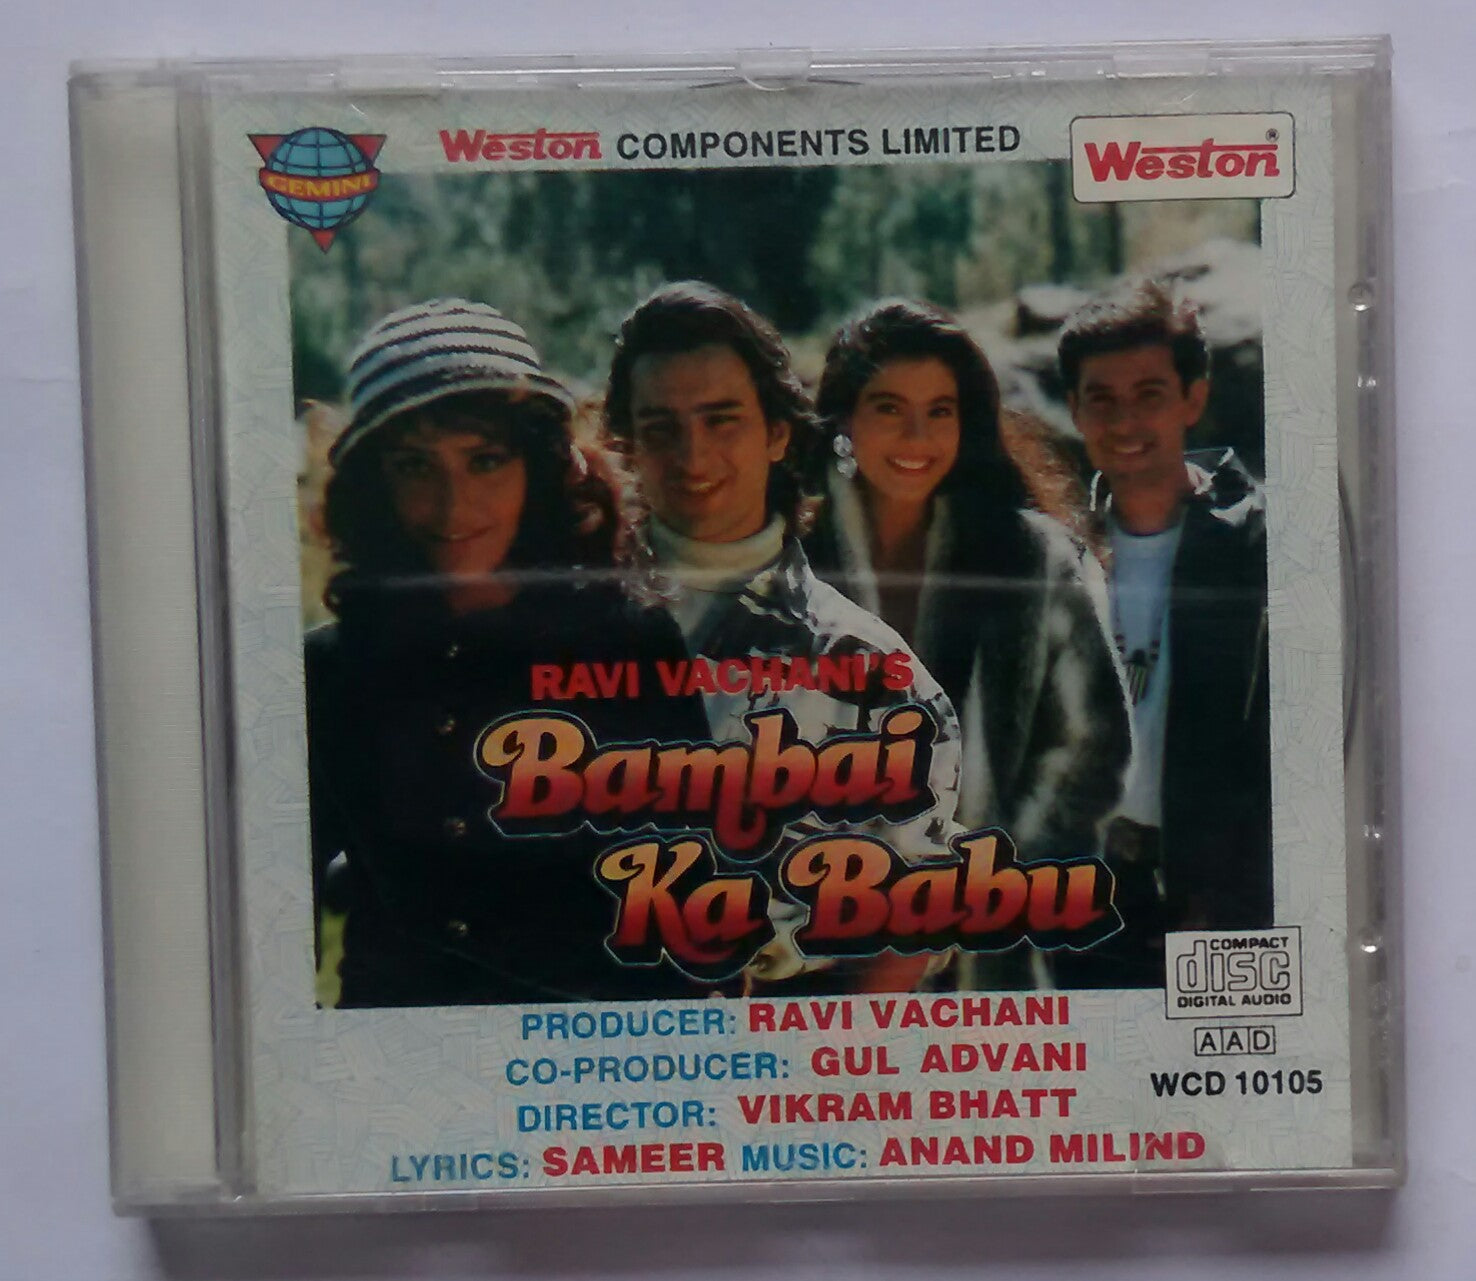 GEMINI
Weston COMPONENTS LIMITED
Weston®
RAVI VACHANI'S
Bambai
Ka Babu
COMPACT
disc
DIGITAL AUDIO
AAD
WCD 10105
PRODUCER: RAVI VACHANI
CO-PRODUCER: GUL ADVANI
DIRECTOR: VIKRAM BHATT
LYRICS: SAMEER MUSIC: ANAND MILIND